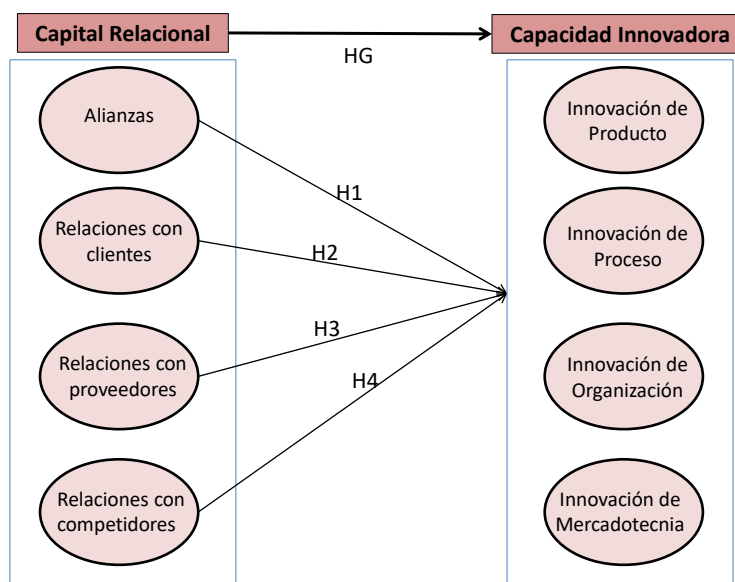 Capital Relacional
HG
Capacidad Innovadora
Alianzas
H1
Relaciones con
clientes
H2
Relaciones con
proveedores
H3
Relaciones con
competidores
H4
Innovación de
Producto
Innovación de
Proceso
Innovación de
Organización
Innovación de
Mercadotecnia